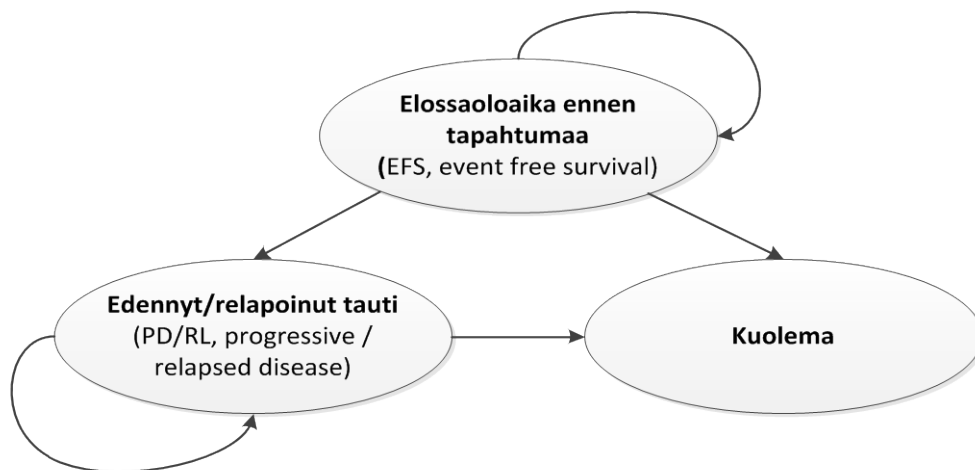 Elossaoloaika ennen
tapahtumaa
(EFS, event free survival)
Edennyt/relapoinut tauti
(PD/RL, progressive /
relapsed disease)
Kuolema